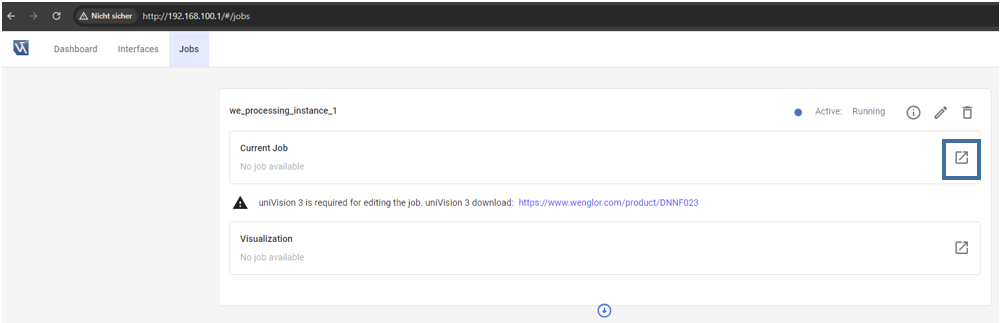 Nicht sicher http://192.168.100.1/#/jobs
Dashboard Interfaces Jobs
we_processing_instance_1 Active: Running
Current Job
No job available
uniVision 3 is required for editing the job. uniVision 3 download: https://www.wenglor.com/product/DNNF023
Visualization
No job available